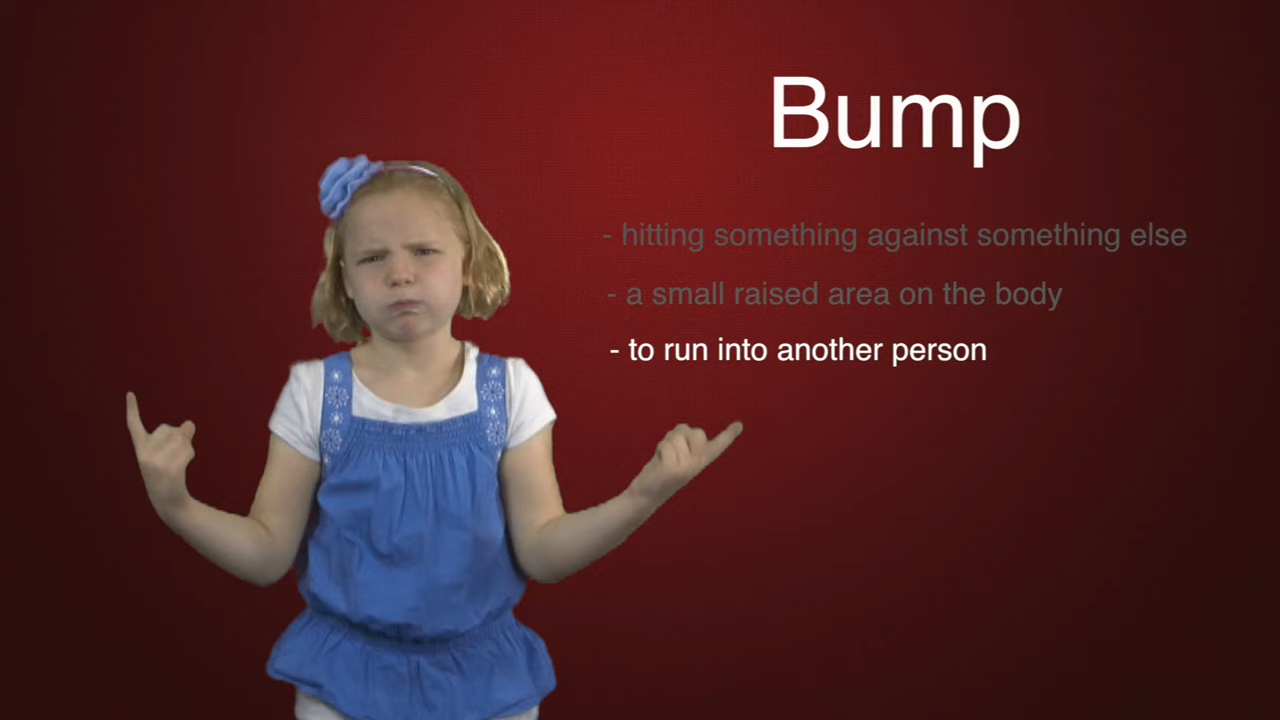 Bump
- hitting something against something else
- a small raised area on the body
- to run into another person